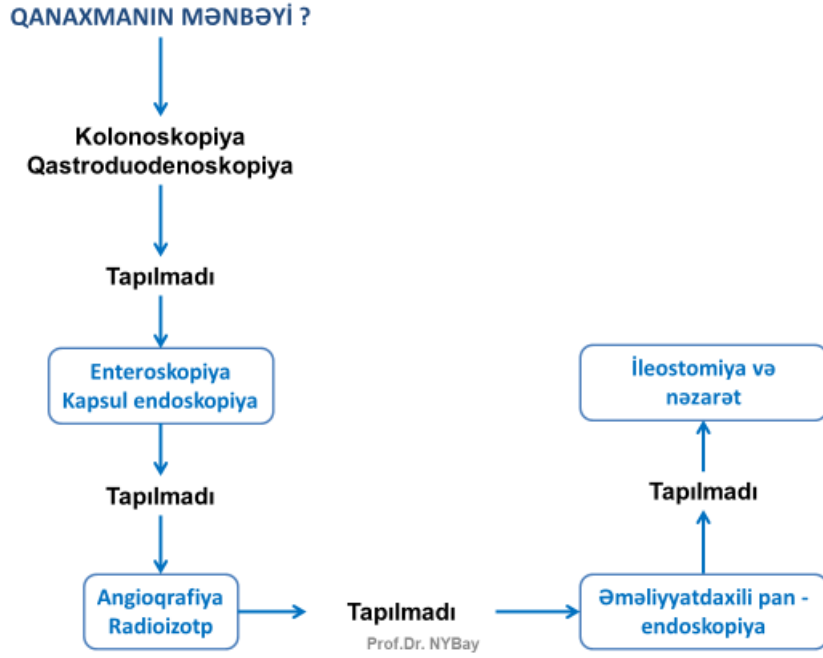 QANAXMANIN MƏNBƏYİ ?
Kolonoskopiya
Qastroduodenoskopiya
Tapılmadı
Enteroskopiya
Kapsul endoskopiya
Tapılmadı
Angioqrafiya
Radioizotp
Tapılmadı
Əməliyyatdaxili pan -
endoskopiya
Tapılmadı
İleostomiya və
nəzarət
Prof.Dr. NYBay